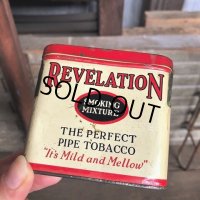 REVELATION
SOLD OUT
SMOKING
MIXTURE
THE PERFECT
PIPE TOBACCO
"It's Mild and Mellow"